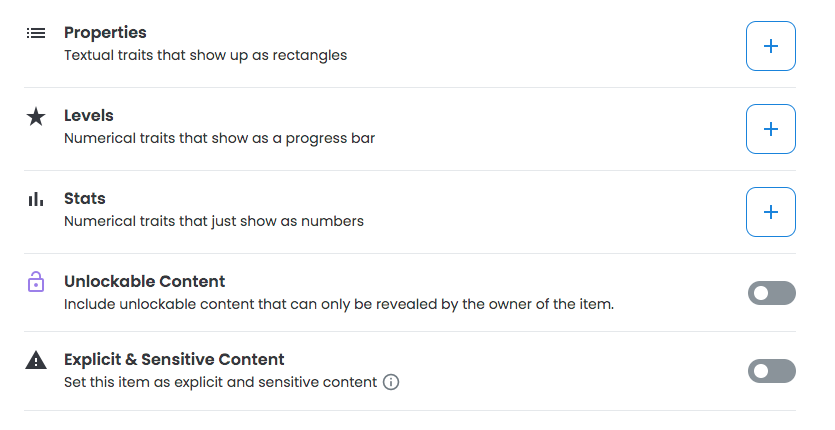 Properties
Textual traits that show up as rectangles
Levels
Numerical traits that show as a progress bar
Stats
Numerical traits that just show as numbers
Unlockable Content
Include unlockable content that can only be revealed by the owner of the item.
Explicit & Sensitive Content
Set this item as explicit and sensitive content